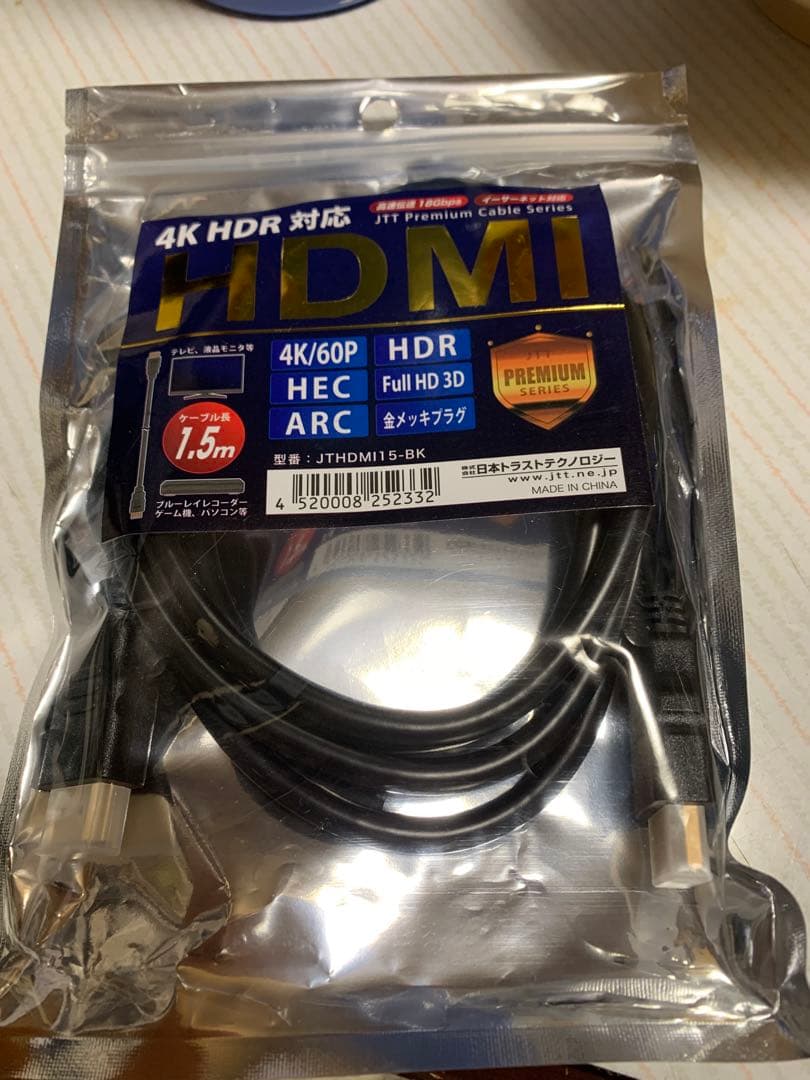 高速伝送 18Gbps イーサーネット対応
4K HDR 対応 JTT Premium Cable Series
HDMI
テレビ、液晶モニタ等
4K/60P HDR
HEC Full HD 3D
ARC 金メッキプラグ
JTT
PREMIUM
SERIES
ケーブル長
1.5m
型番：JTHDMI15-BK
ブルーレイレコーダー
ゲーム機、パソコン等
4 520008 252332
株式会社日本トラストテクノロジー
www.jtt.ne.jp
MADE IN CHINA